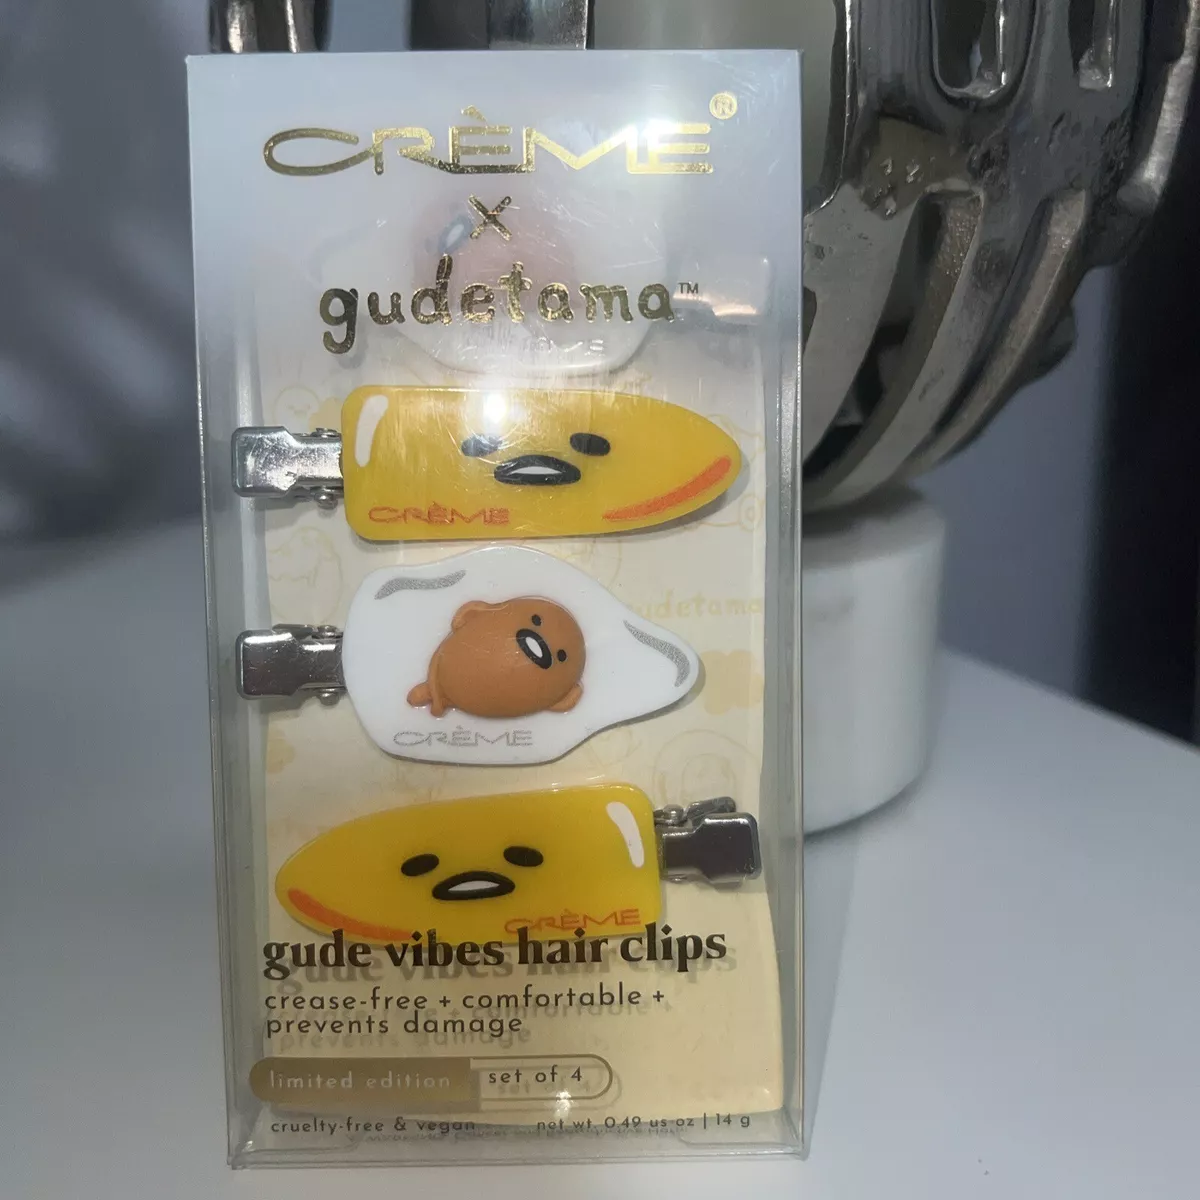 CRÈME®
X
gudetama™
CRÈME
gudetama
CRÈME
CRÈME
gude vibes hair clips
crease-free + comfortable +
prevents damage
limited edition set of 4
cruelty-free & vegan net wt. 0.49 us oz | 14 g